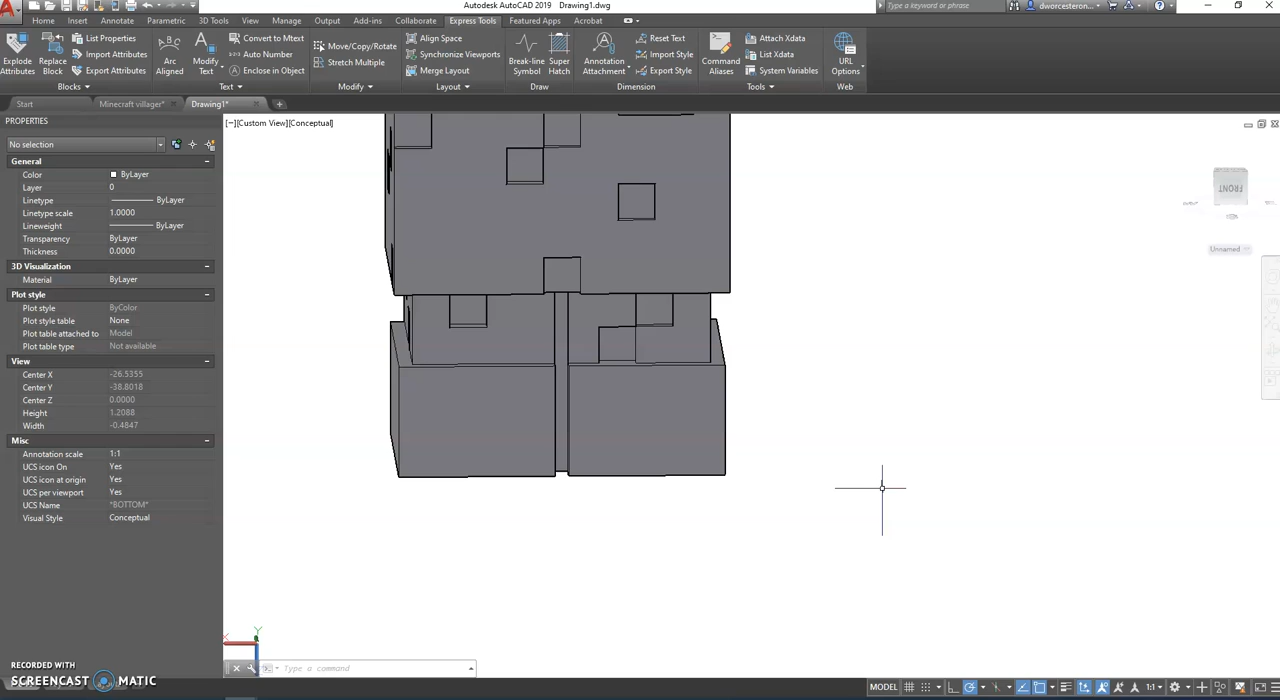 Autodesk AutoCAD 2019 Drawing1.dwg
Type a keyword or phrase
dworcesteron...
Home Insert Annotate Parametric 3D Tools View Manage Output Add-ins Collaborate Express Tools Featured Apps Acrobat
Explode Attributes
Replace Block
List Properties
Import Attributes
Export Attributes
Arc Aligned
Modify Text
Convert to Mtext
Auto Number
Enclose in Object
Move/Copy/Rotate
Stretch Multiple
Align Space
Synchronize Viewports
Merge Layout
Break-line Symbol
Super Hatch
Annotation Attachment
Reset Text
Import Style
Export Style
Command Aliases
Attach Xdata
List Xdata
System Variables
URL Options
Blocks Text Modify Layout Draw Dimension Tools Web
Start Minecraft villager* Drawing1*
PROPERTIES
[−][Custom View][Conceptual]
No selection
General
Color ByLayer
Layer 0
Linetype ByLayer
Linetype scale 1.0000
Lineweight ByLayer
Transparency ByLayer
Thickness 0.0000
3D Visualization
Material ByLayer
Plot style
Plot style ByColor
Plot style table None
Plot table attached to Model
Plot table type Not available
View
Center X -26.5355
Center Y -38.8018
Center Z 0.0000
Height 1.2088
Width -0.4847
Misc
Annotation scale 1:1
UCS icon On Yes
UCS icon at origin Yes
UCS per viewport Yes
UCS Name *BOTTOM*
Visual Style Conceptual
FRONT
Unnamed
X
Y
RECORDED WITH
SCREENCAST MATIC
Type a command
MODEL
1:1